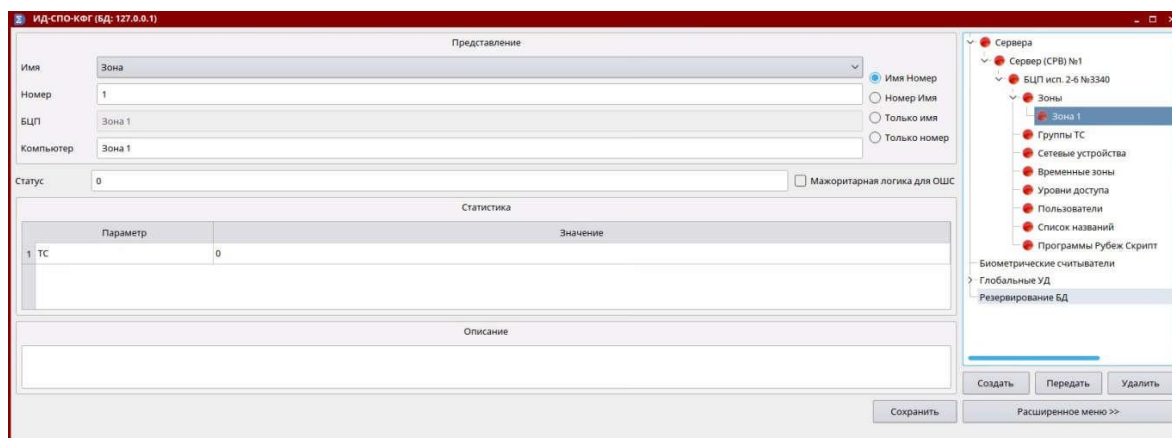 ИД-СПО-КФГ (БД: 127.0.0.1)
Представление
Имя
Зона
Номер
1
БЦП
Зона 1
Компьютер
Зона 1
Имя Номер
Номер Имя
Только имя
Только номер
Статус
0
Мажоритарная логика для ОШС
Статистика
Параметр
Значение
1 ТС
0
Описание
Сохранить
Сервера
Сервер (СРВ) №1
БЦП исп. 2-6 №3340
Зоны
Зона 1
Группы ТС
Сетевые устройства
Временные зоны
Уровни доступа
Пользователи
Список названий
Программы Рубеж Скрипт
Биометрические считыватели
Глобальные УД
Резервирование БД
Создать
Передать
Удалить
Расширенное меню >>